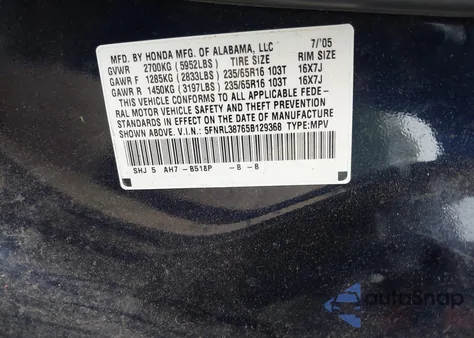 MFD. BY HONDA MFG. OF ALABAMA, LLC 7/'05
GVWR 2700KG (5952LBS) TIRE SIZE RIM SIZE
GAWR F 1285KG (2833LBS) 235/65R16 103T 16X7J
GAWR R 1450KG (3197LBS) 235/65R16 103T 16X7J
THIS VEHICLE CONFORMS TO ALL APPLICABLE FEDE-
RAL MOTOR VEHICLE SAFETY AND THEFT PREVENTION
STANDARDS IN EFFECT ON THE DATE OF MANUFACTURE
SHOWN ABOVE. V.I.N: 5FNRL38765B129368 TYPE:MPV
SHJ 5 AH7 -B518P -B -B
autoSnap